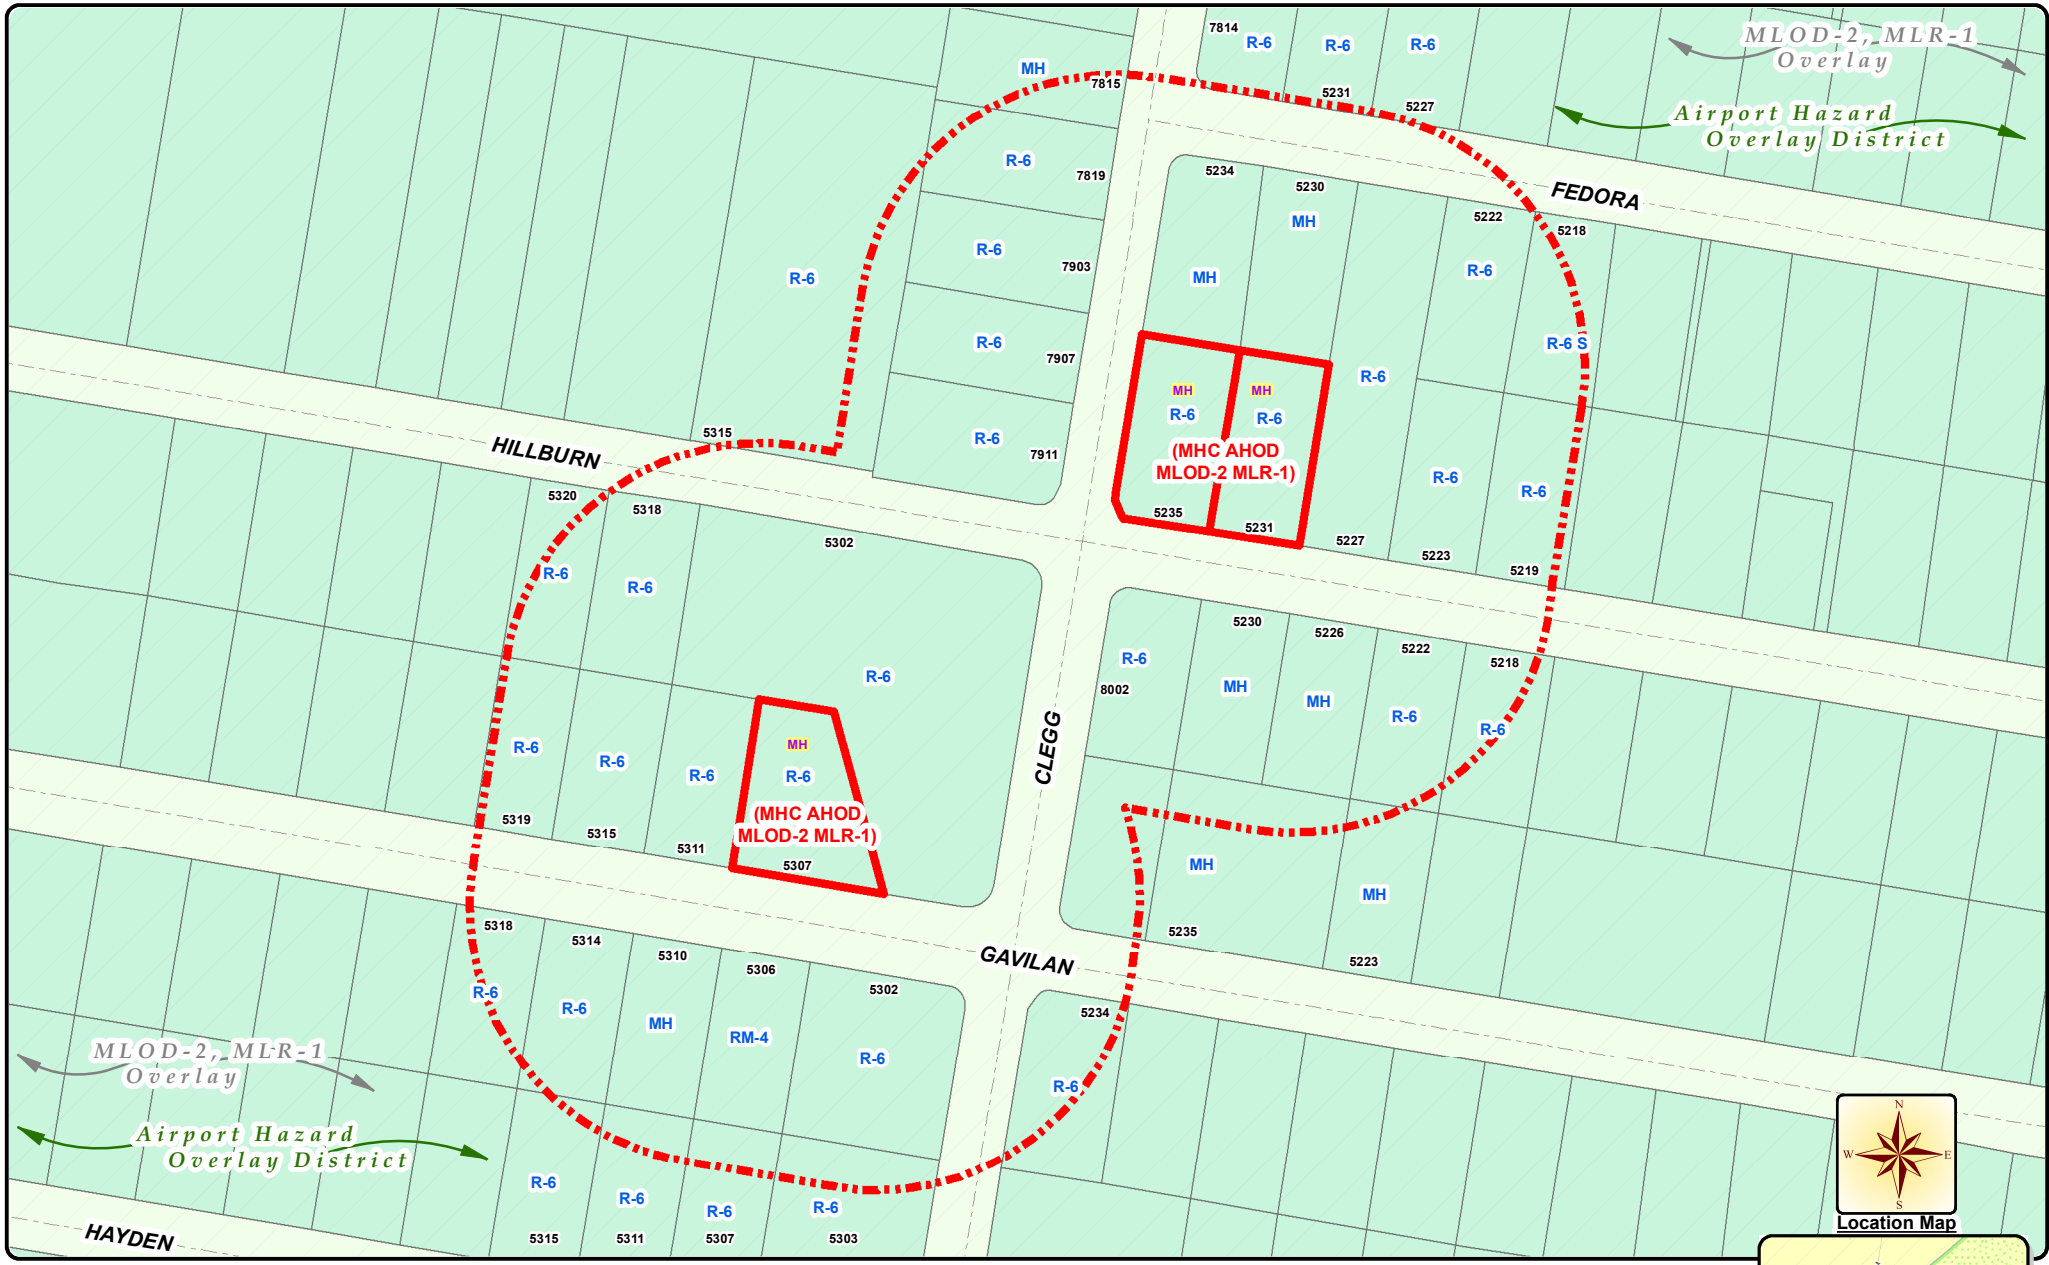 7814
R-6
R-6
R-6
MLOD-2, MLR-1
Overlay
MH
7815
5231
5227
Airport Hazard
Overlay District
R-6
7819
5234
5230
FEDORA
MH
5222
5218
R-6
7903
MH
R-6
R-6
R-6
7907
R-6 S
R-6
MH
MH
R-6
R-6
(MHC AHOD
MLOD-2 MLR-1)
5235
5231
R-6
7911
5315
HILLBURN
R-6
R-6
5320
5318
5302
5227
5223
5219
R-6
R-6
5230
5226
5222
5218
R-6
8002
MH
MH
R-6
R-6
R-6
CLEGG
R-6
R-6
R-6
MH
R-6
(MHC AHOD
MLOD-2 MLR-1)
5307
5319
5315
5311
MH
MH
5235
5223
5318
5314
5310
5306
5302
GAVILAN
5234
R-6
R-6
MH
RM-4
R-6
R-6
MLOD-2, MLR-1
Overlay
Airport Hazard
Overlay District
R-6
R-6
R-6
R-6
5315
5311
5307
5303
HAYDEN
N
W
E
S
Location Map